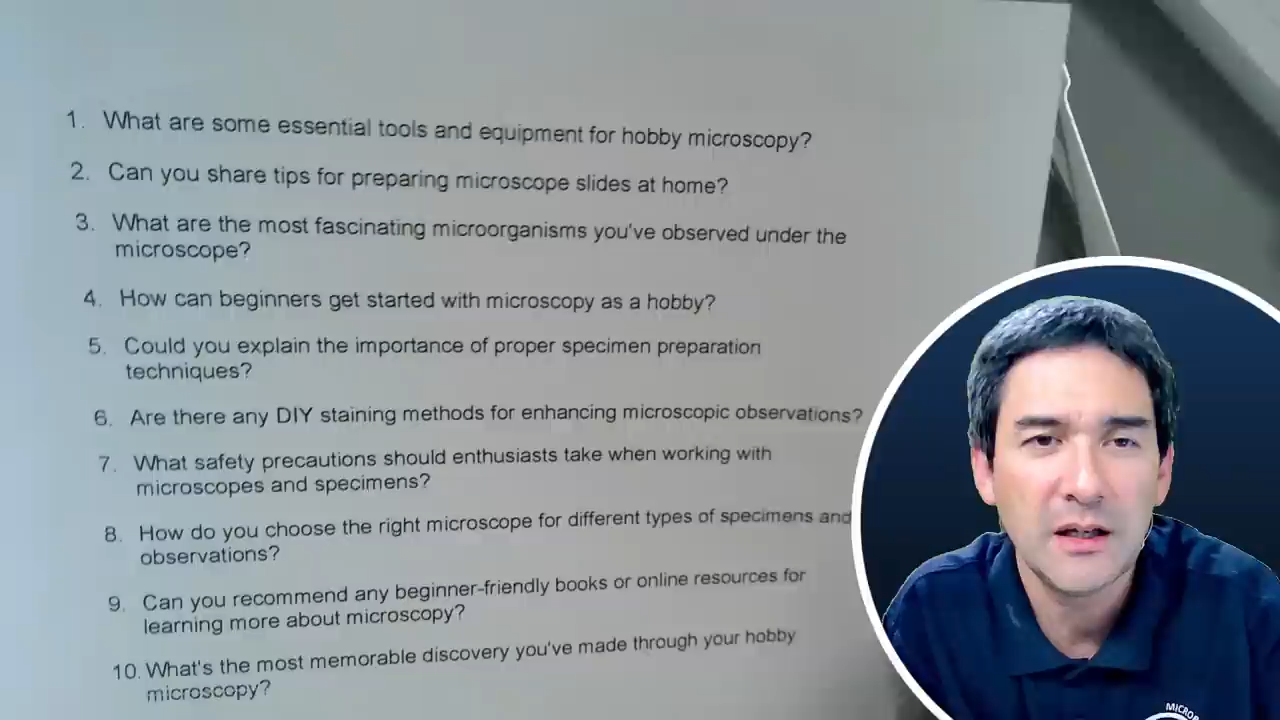 1. What are some essential tools and equipment for hobby microscopy?
2. Can you share tips for preparing microscope slides at home?
3. What are the most fascinating microorganisms you've observed under the
microscope?
4. How can beginners get started with microscopy as a hobby?
5. Could you explain the importance of proper specimen preparation
techniques?
6. Are there any DIY staining methods for enhancing microscopic observations?
7. What safety precautions should enthusiasts take when working with
microscopes and specimens?
8. How do you choose the right microscope for different types of specimens and
observations?
9. Can you recommend any beginner-friendly books or online resources for
learning more about microscopy?
10. What's the most memorable discovery you've made through your hobby
microscopy?